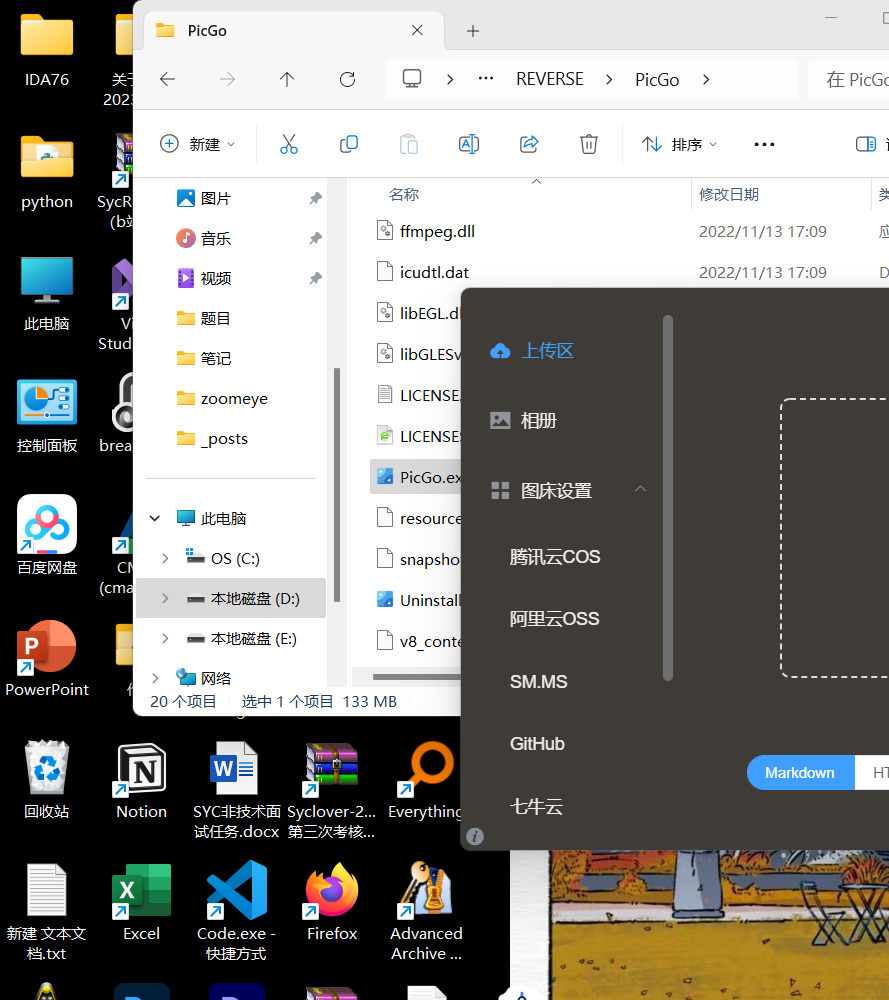 IDA76
关于
2023
python
SycR
(b站
此电脑
Vi
Stud
控制面板
brea
百度网盘
CM
(cma
PowerPoint
PicGo
REVERSE
PicGo
在 PicGo
新建
排序
图片
音乐
视频
题目
笔记
zoomeye
_posts
此电脑
OS (C:)
本地磁盘 (D:)
本地磁盘 (E:)
网络
名称
修改日期
类
ffmpeg.dll
2022/11/13 17:09
应
icudtl.dat
2022/11/13 17:09
D
libEGL.dl
libGLESv
LICENSE.
LICENSES
PicGo.ex
resource
snapsho
Uninstall
v8_conte
20 个项目
选中 1 个项目 133 MB
上传区
相册
图床设置
腾讯云COS
阿里云OSS
SM.MS
GitHub
七牛云
Markdown
HT
回收站
Notion
SYC非技术面
试任务.docx
Syclover-2...
第三次考核...
Everything
新建 文本文
档.txt
Excel
Code.exe -
快捷方式
Firefox
Advanced
Archive ...